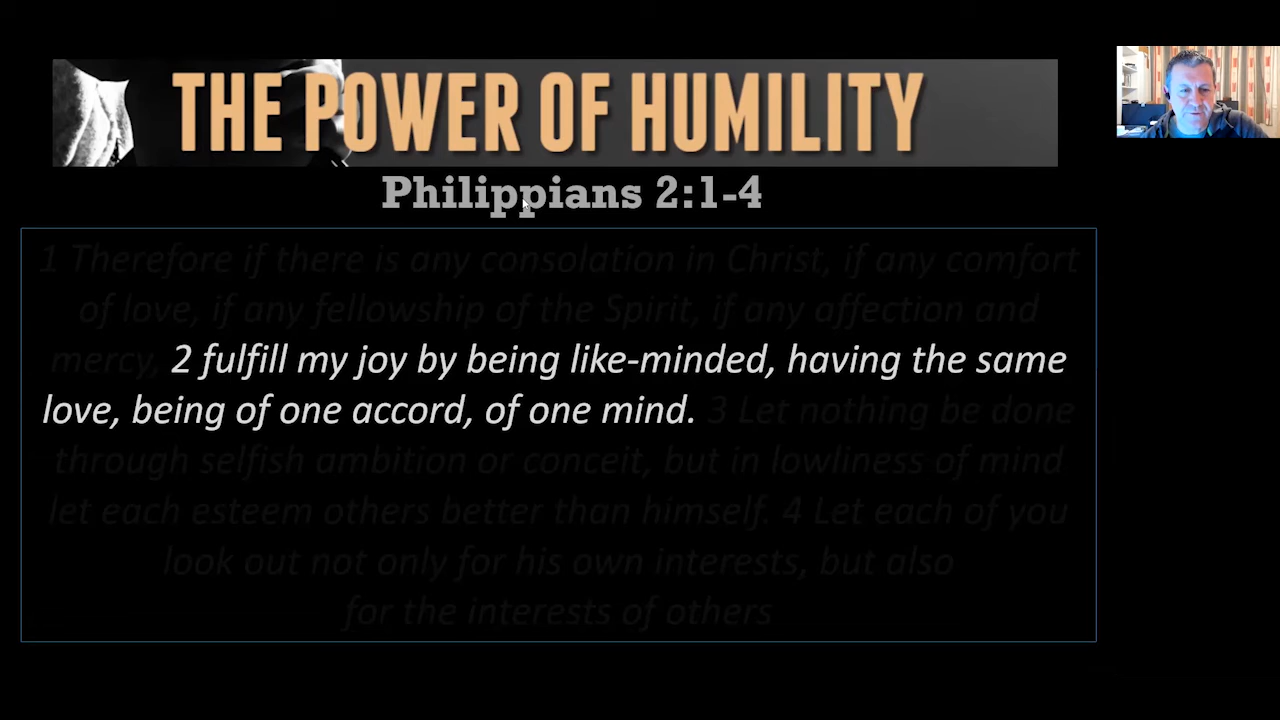 THE POWER OF HUMILITY
Philippians 2:1-4
1 Therefore if there is any consolation in Christ, if any comfort
of love, if any fellowship of the Spirit, if any affection and
mercy, 2 fulfill my joy by being like-minded, having the same
love, being of one accord, of one mind. 3 Let nothing be done
through selfish ambition or conceit, but in lowliness of mind
let each esteem others better than himself. 4 Let each of you
look out not only for his own interests, but also
for the interests of others